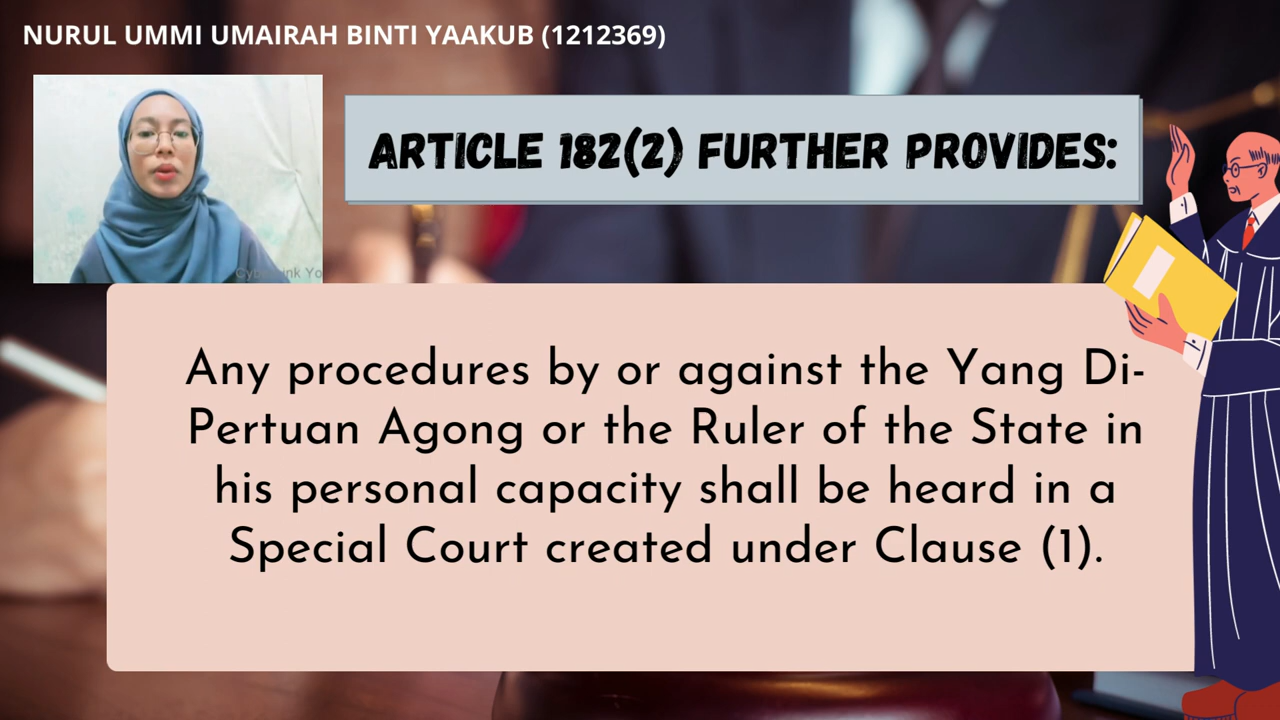 NURUL UMMI UMAIRAH BINTI YAAKUB (1212369)
ARTICLE 182(2) FURTHER PROVIDES:
Any procedures by or against the Yang Di-
Pertuan Agong or the Ruler of the State in
his personal capacity shall be heard in a
Special Court created under Clause (1).